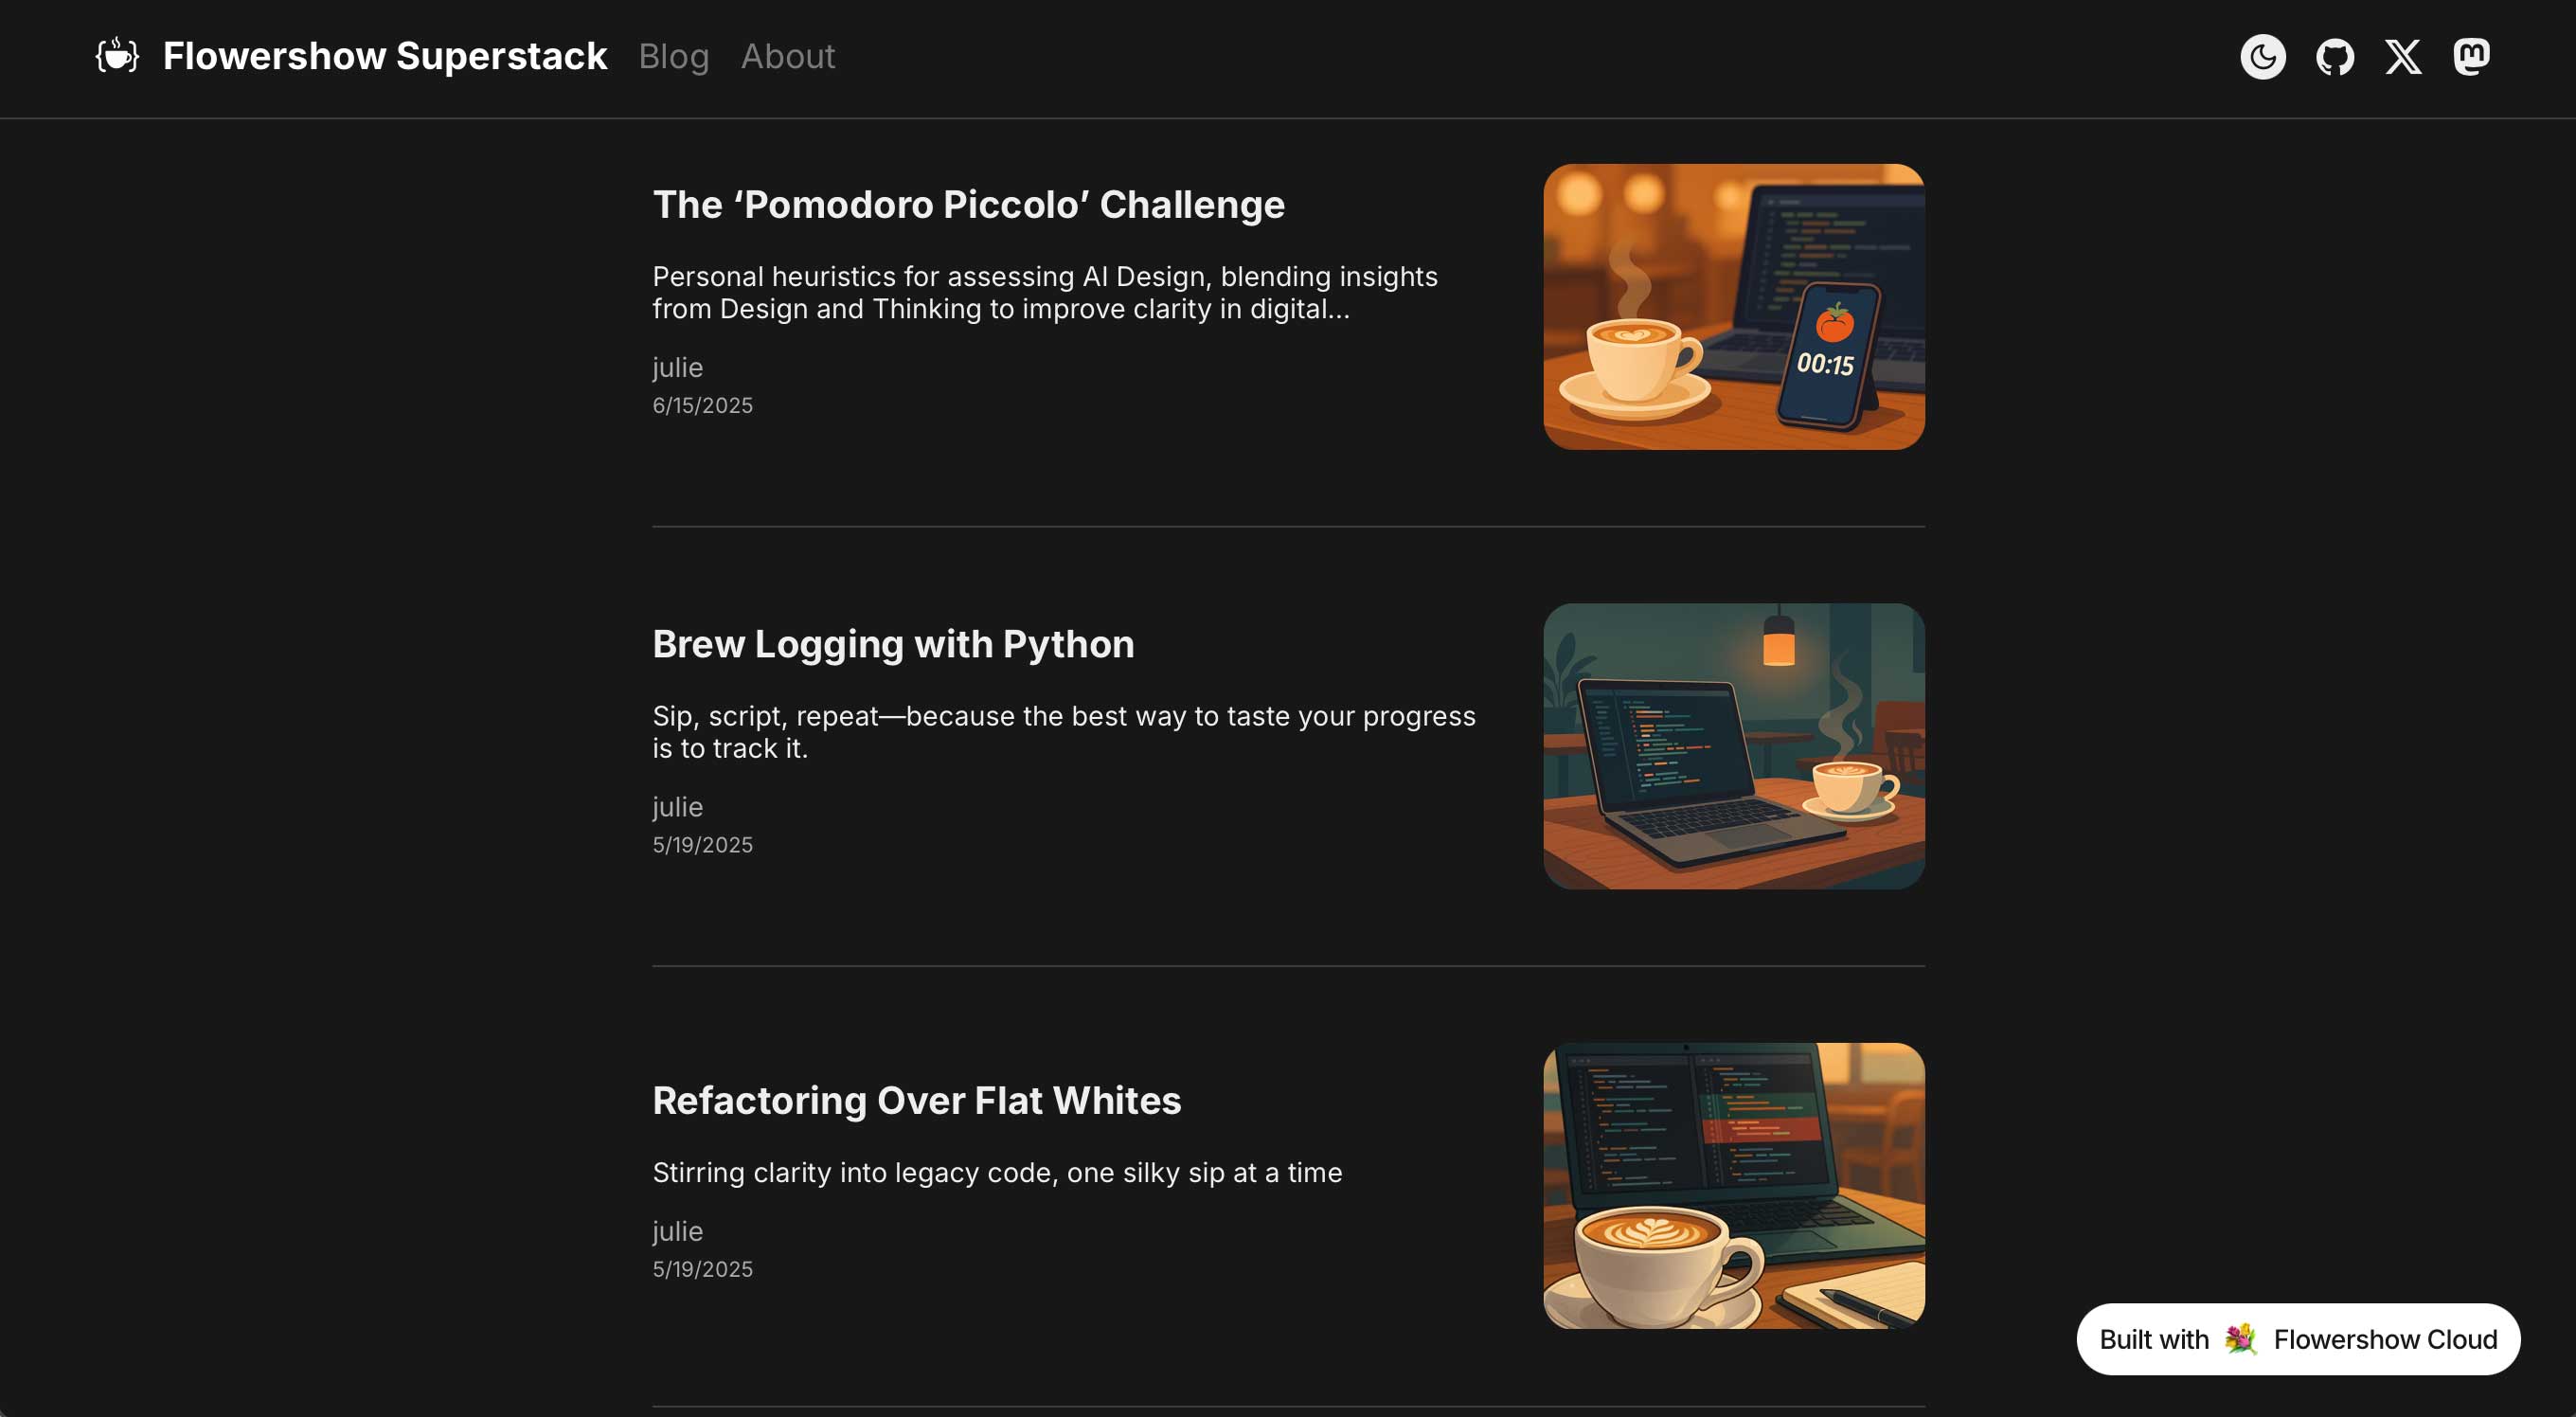 Flowershow Superstack Blog About
The ‘Pomodoro Piccolo’ Challenge
Personal heuristics for assessing AI Design, blending insights
from Design and Thinking to improve clarity in digital...
julie
6/15/2025
00:15
Brew Logging with Python
Sip, script, repeat—because the best way to taste your progress
is to track it.
julie
5/19/2025
Refactoring Over Flat Whites
Stirring clarity into legacy code, one silky sip at a time
julie
5/19/2025
Built with 💐 Flowershow Cloud